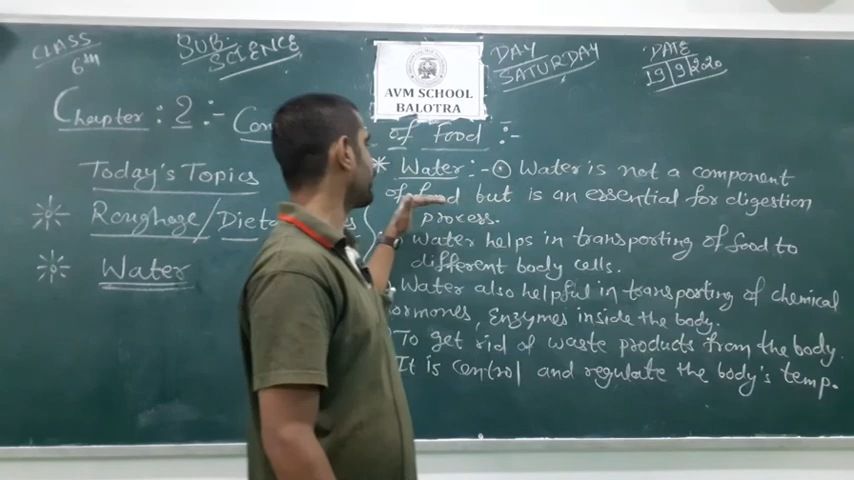 CLASS
6TH
SUB:
SCIENCE
AVM SCHOOL
BALOTRA
DAY
SATURDAY
DATE
19/9/2020
Chapter : 2 :-
of Food :-
Today's Topics
Roughage/
Water
* Water :- Water is not a component
of food but is an essential for digestion
process.
Water helps in transporting of food to
different body cells.
Water also helpful in transporting of chemical
Enzymes inside the body.
To get rid of waste products from the body.
It is control and regulate the body's temp.